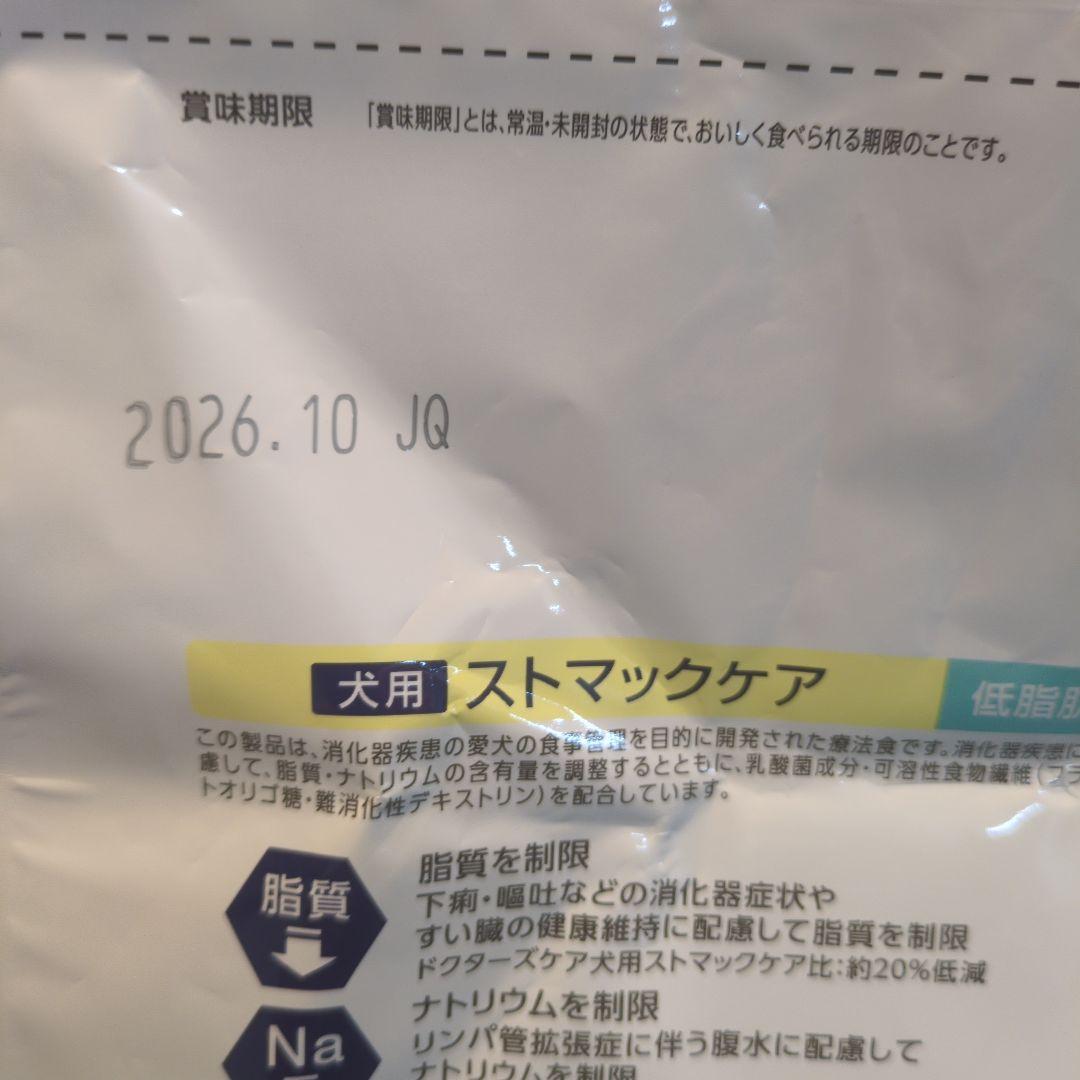 賞味期限
「賞味期限」とは、常温・未開封の状態で、おいしく食べられる期限のことです。
2026.10 JQ
犬用 ストマックケア 低脂肪
この製品は、消化器疾患の愛犬の食事管理を目的に開発された療法食です。消化器疾患に
慮して、脂質・ナトリウムの含有量を調整するとともに、乳酸菌成分・可溶性食物繊維(フラ
トオリゴ糖・難消化性デキストリン)を配合しています。
脂質
脂質を制限
下痢・嘔吐などの消化器症状や
すい臓の健康維持に配慮して脂質を制限
ドクターズケア犬用ストマックケア比:約20%低減
Na
ナトリウムを制限
リンパ管拡張症に伴う腹水に配慮して
ナトリウムを制限